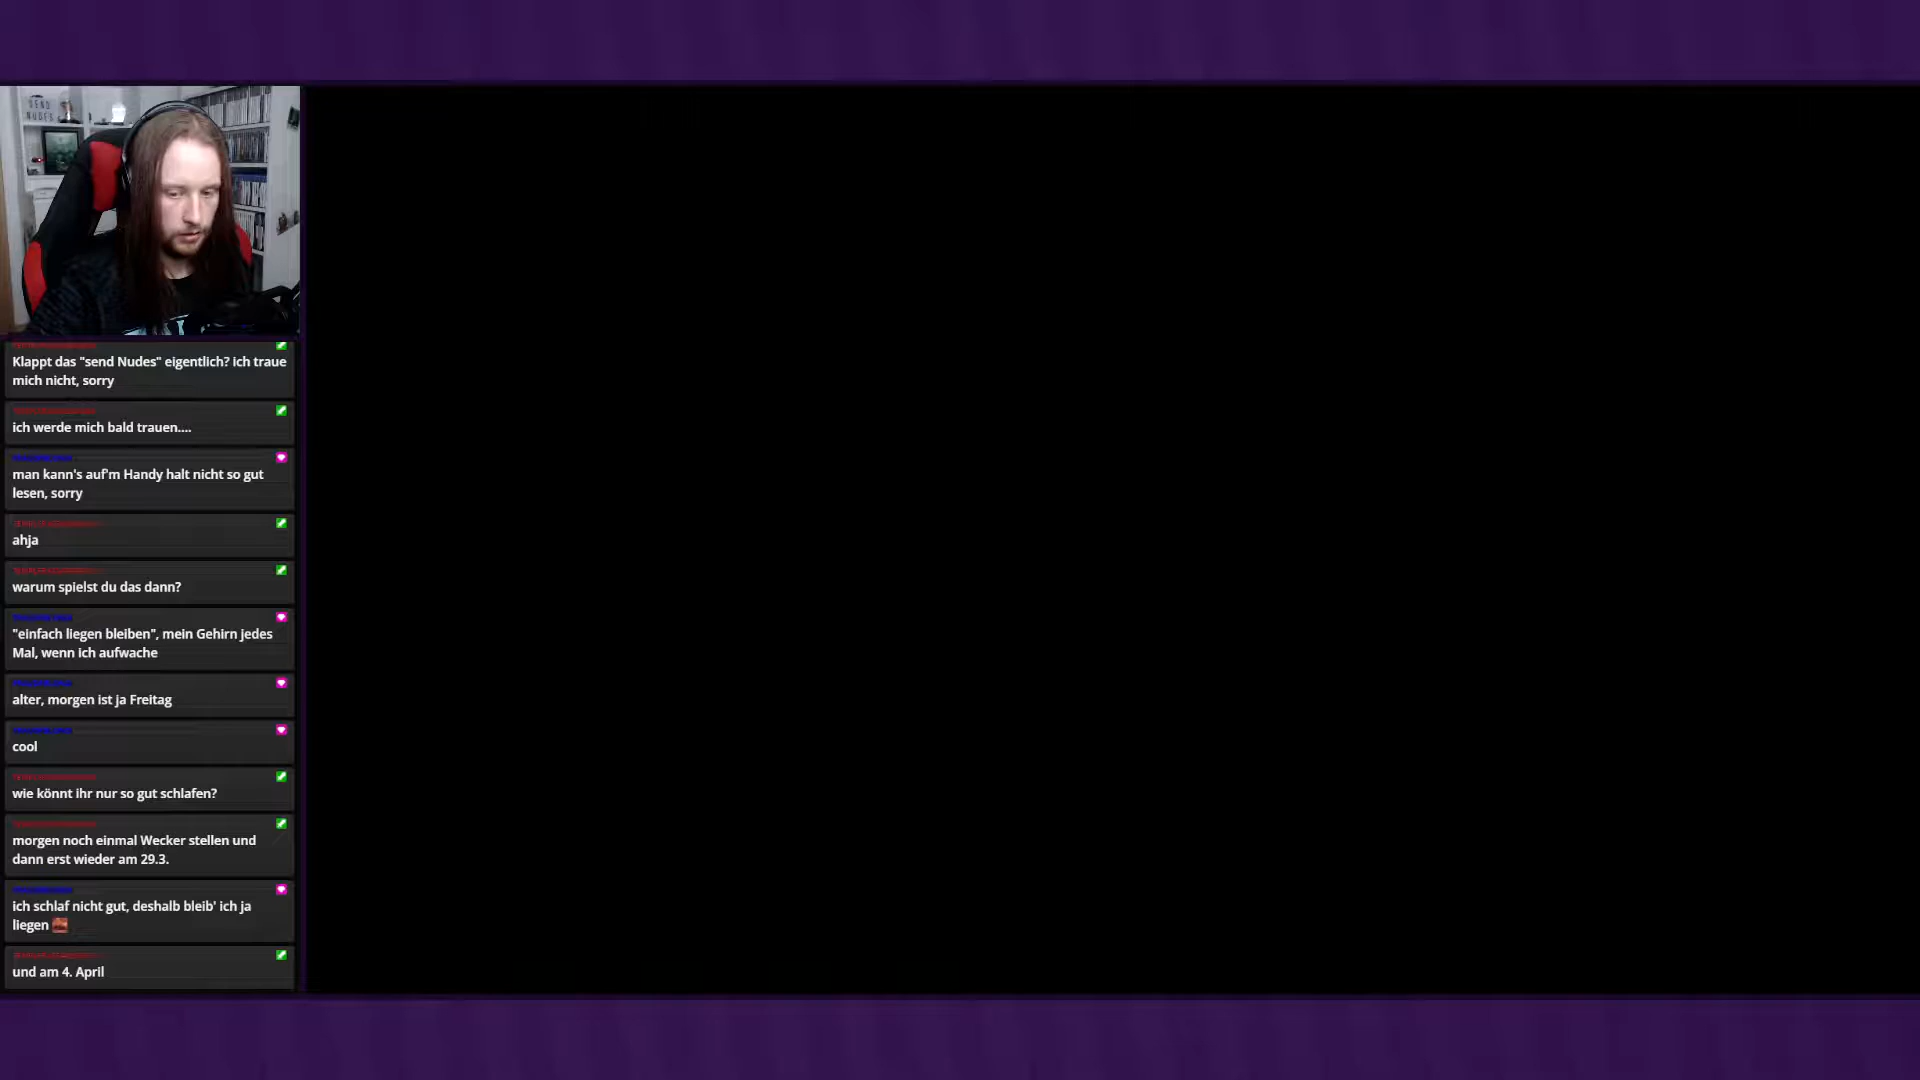 SEND
NUDES
Klappt das "send Nudes" eigentlich? ich traue
mich nicht, sorry
ich werde mich bald trauen....
man kann's auf'm Handy halt nicht so gut
lesen, sorry
ahja
warum spielst du das dann?
"einfach liegen bleiben", mein Gehirn jedes
Mal, wenn ich aufwache
alter, morgen ist ja Freitag
cool
wie könnt ihr nur so gut schlafen?
morgen noch einmal Wecker stellen und
dann erst wieder am 29.3.
ich schlaf nicht gut, deshalb bleib' ich ja
liegen
und am 4. April